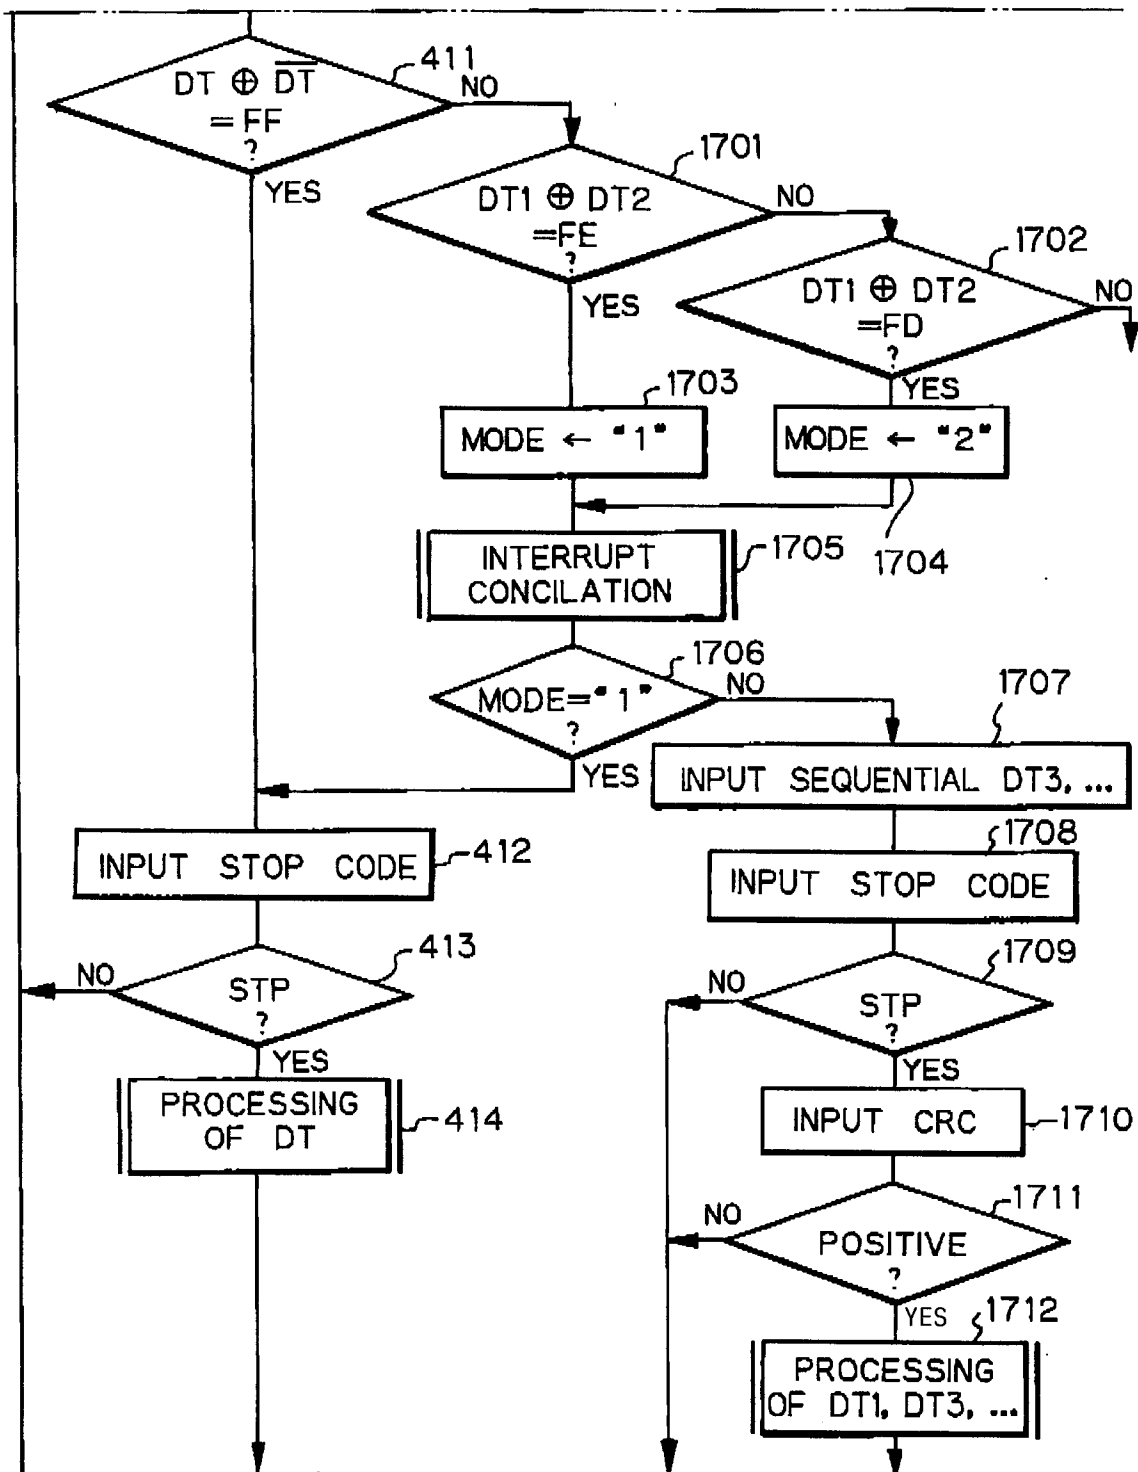 DT ⊕ D̅T̅
= FF
?
411
NO
YES
1701
DT1 ⊕ DT2
=FE
?
NO
YES
1702
DT1 ⊕ DT2
=FD
?
NO
YES
1703
MODE ← "1"
MODE ← "2"
1704
INTERRUPT
CONCILATION
1705
1706
MODE="1"
?
NO
YES
1707
INPUT SEQUENTIAL DT3, ...
INPUT STOP CODE
412
1708
INPUT STOP CODE
413
STP
?
NO
YES
1709
STP
?
NO
YES
PROCESSING
OF DT
414
INPUT CRC
1710
1711
POSITIVE
?
NO
YES
1712
PROCESSING
OF DT1, DT3, ...